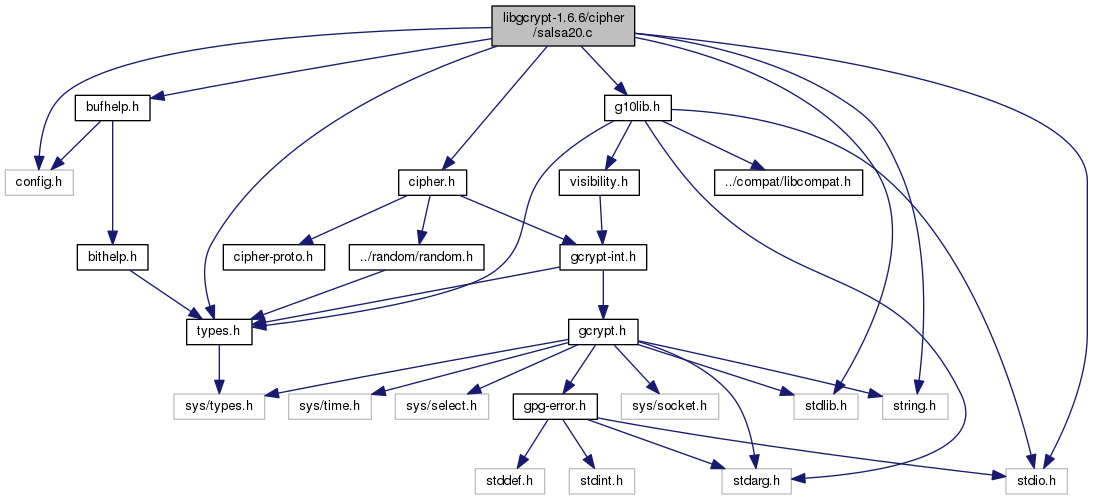 libgcrypt-1.6.6/cipher
/salsa20.c
bufhelp.h
g10lib.h
config.h
cipher.h
visibility.h
../compat/libcompat.h
bithelp.h
cipher-proto.h
../random/random.h
gcrypt-int.h
types.h
gcrypt.h
sys/types.h
sys/time.h
sys/select.h
gpg-error.h
sys/socket.h
stdlib.h
string.h
stddef.h
stdint.h
stdarg.h
stdio.h